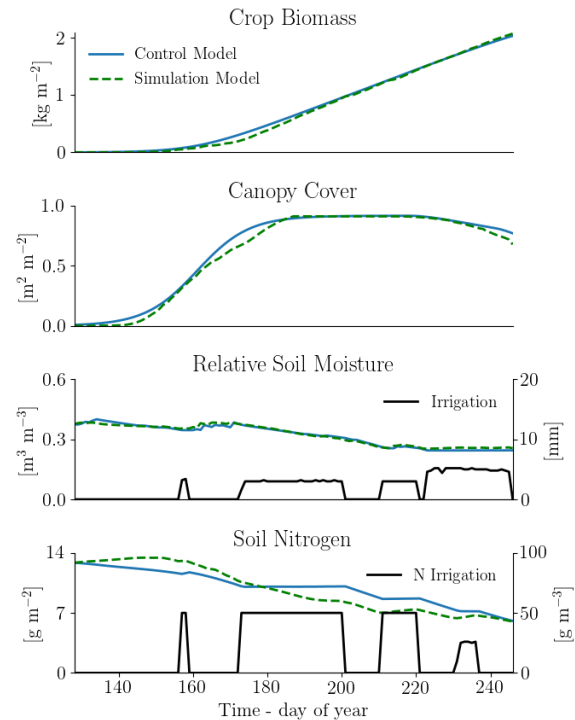 Crop Biomass
2
1
0
[kg m−2]
Control Model
Simulation Model
Canopy Cover
1.0
0.5
0.0
[m2 m−2]
Relative Soil Moisture
0.6
0.3
0.0
[m3 m−3]
Irrigation
20
10
0
[mm]
Soil Nitrogen
14
7
0
[g m−2]
N Irrigation
100
50
0
[g m−3]
140 160 180 200 220 240
Time - day of year